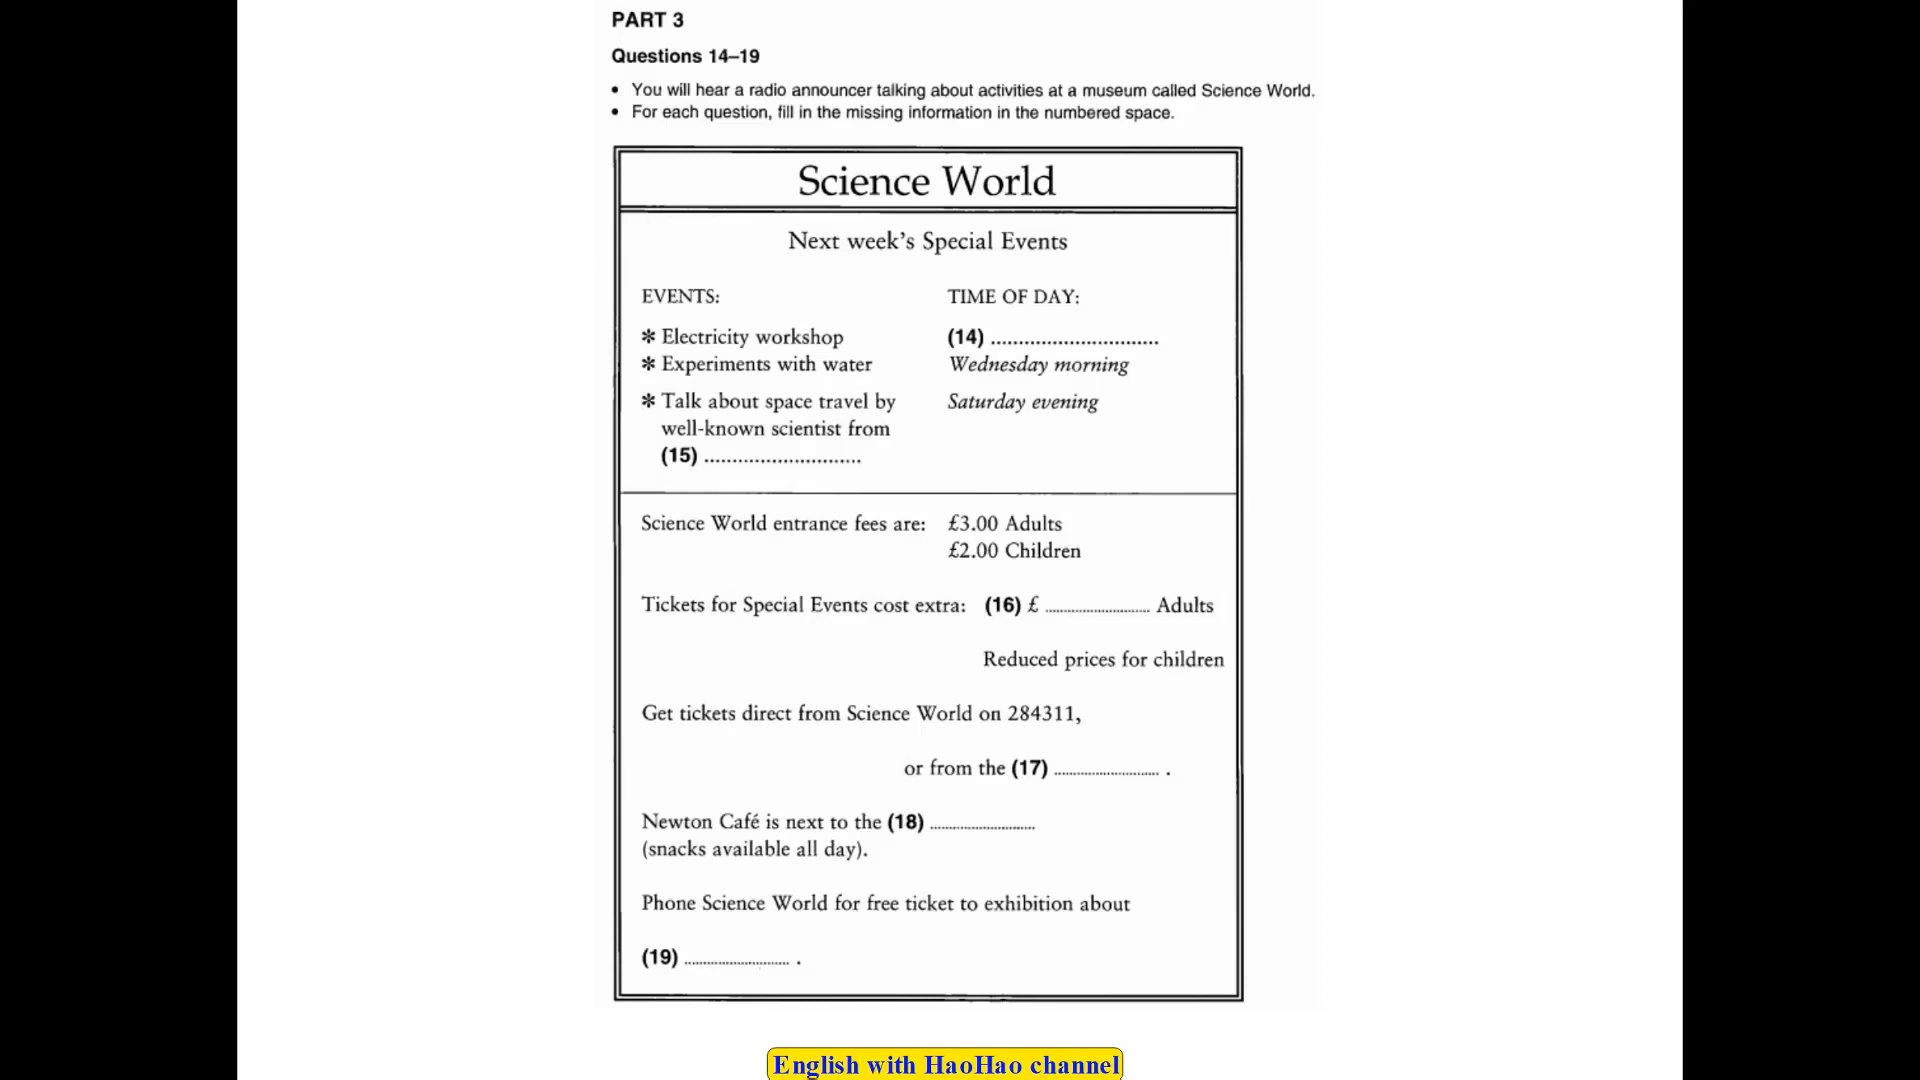 PART 3
Questions 14–19
• You will hear a radio announcer talking about activities at a museum called Science World.
• For each question, fill in the missing information in the numbered space.
Science World
Next week's Special Events
EVENTS: TIME OF DAY:
✻ Electricity workshop (14) ..............................
✻ Experiments with water Wednesday morning
✻ Talk about space travel by Saturday evening
well-known scientist from
(15) ............................
Science World entrance fees are: £3.00 Adults
£2.00 Children
Tickets for Special Events cost extra: (16) £ ............................ Adults
Reduced prices for children
Get tickets direct from Science World on 284311,
or from the (17) ............................ .
Newton Café is next to the (18) ............................
(snacks available all day).
Phone Science World for free ticket to exhibition about
(19) ............................ .
English with HaoHao channel